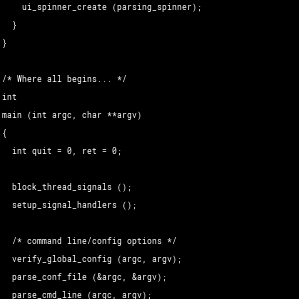 ui_spinner_create (parsing_spinner);
}
}
/* Where all begins... */
int
main (int argc, char **argv)
{
int quit = 0, ret = 0;
block_thread_signals ();
setup_signal_handlers ();
/* command line/config options */
verify_global_config (argc, argv);
parse_conf_file (&argc, &argv);
parse_cmd_line (argc, argv);